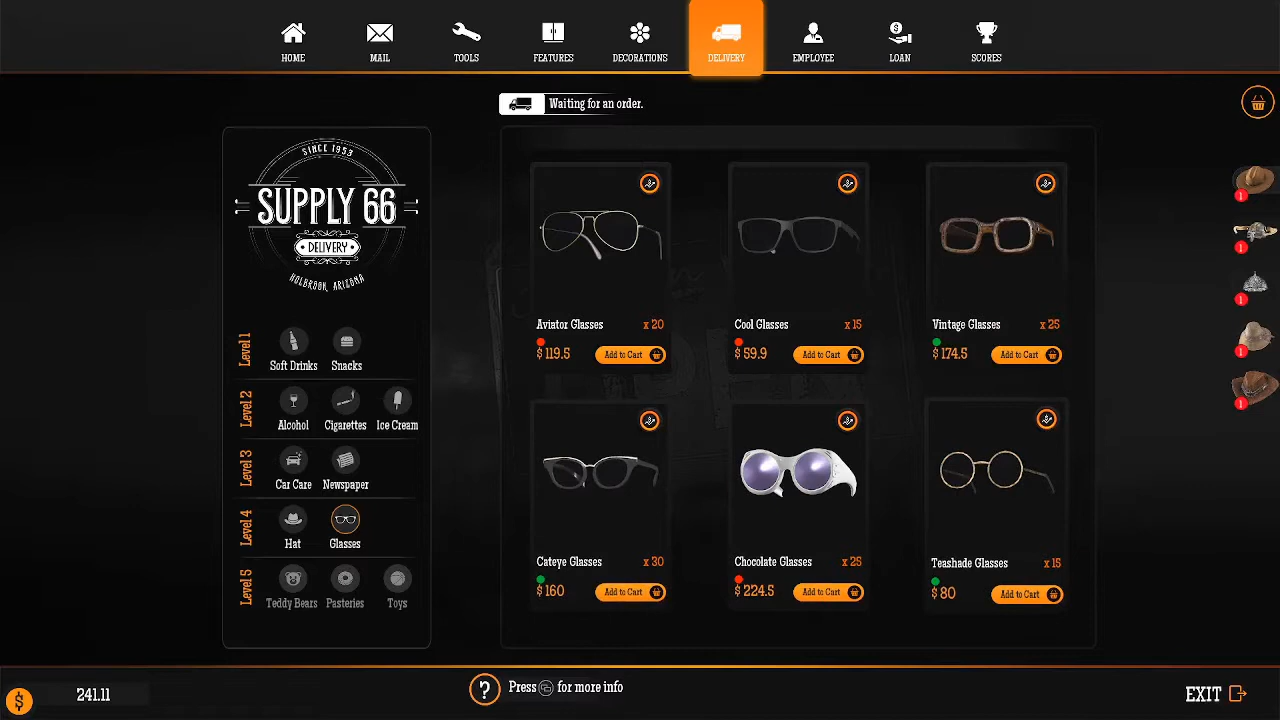 HOME MAIL TOOLS FEATURES DECORATIONS DELIVERY EMPLOYEE LOAN SCORES
Waiting for an order.
SINCE 1953
SUPPLY 66
DELIVERY
HOLBROOK, ARIZONA
Level 1
Soft Drinks Snacks
Level 2
Alcohol Cigarettes Ice Cream
Level 3
Car Care Newspaper
Level 4
Hat Glasses
Level 5
Teddy Bears Pasteries Toys
Aviator Glasses x 20
$ 119.5 Add to Cart
Cool Glasses x 15
$ 59.9 Add to Cart
Vintage Glasses x 25
$ 174.5 Add to Cart
Cateye Glasses x 30
$ 160 Add to Cart
Chocolate Glasses x 25
$ 224.5 Add to Cart
Teashade Glasses x 15
$ 80 Add to Cart
1
1
1
1
1
$ 241.11
? Press for more info
EXIT